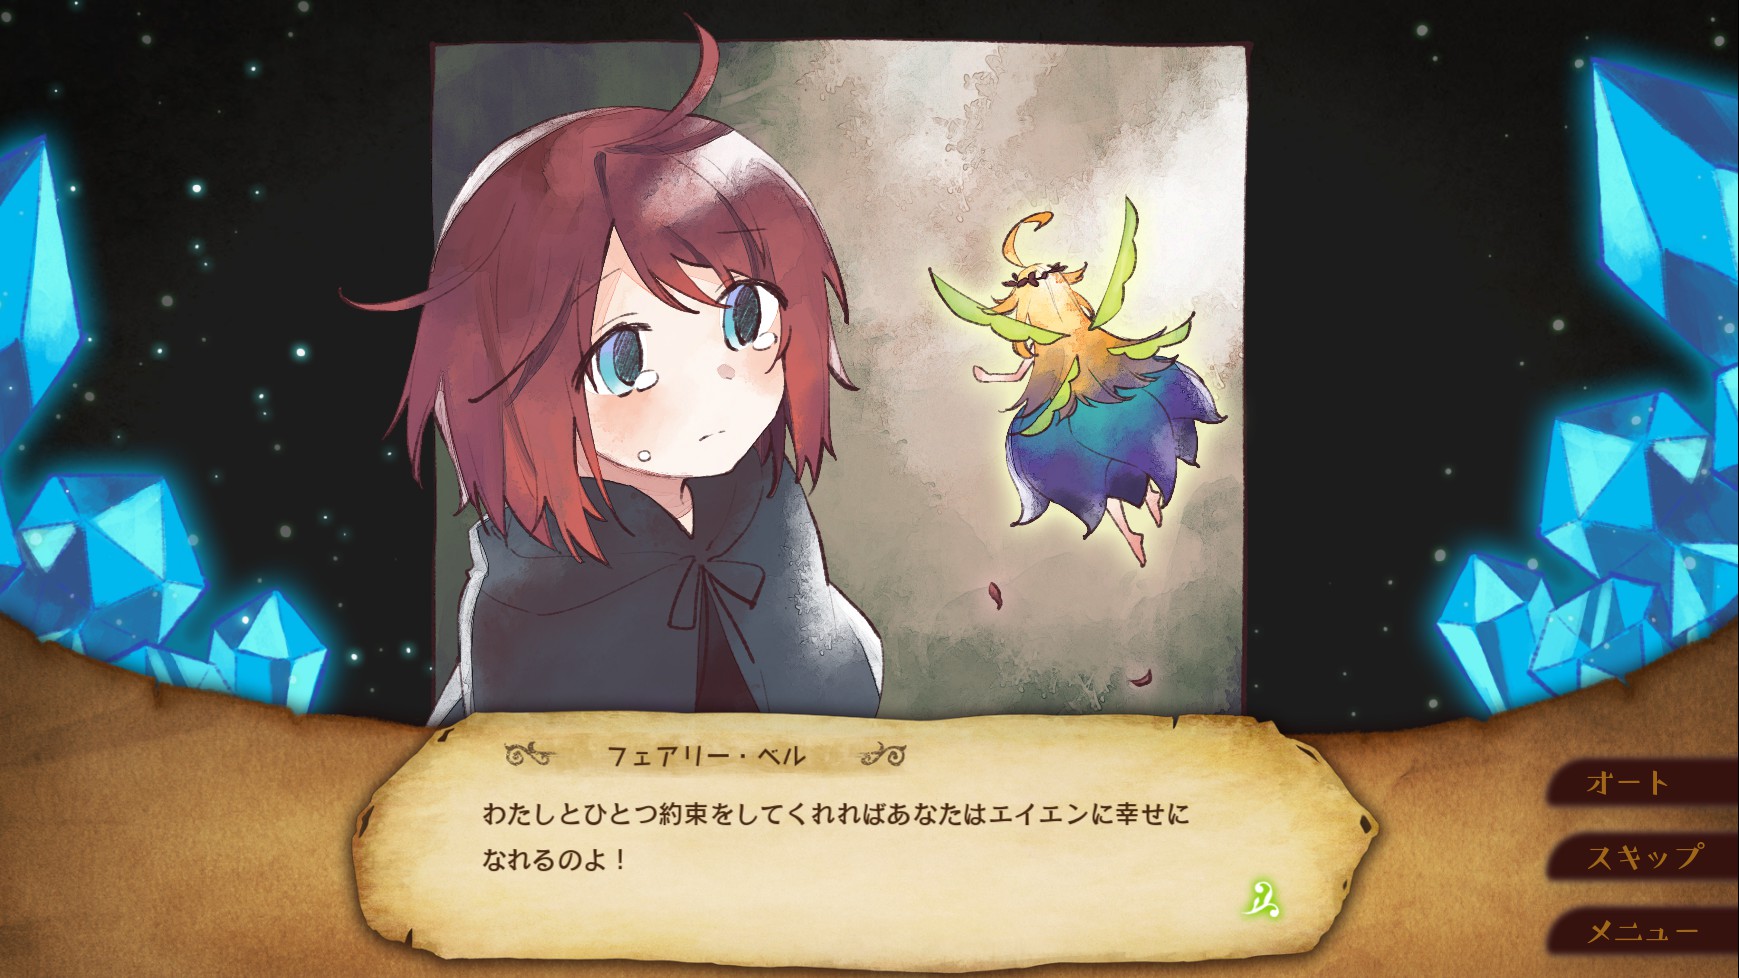 フェアリー・ベル
わたしとひとつ約束をしてくれればあなたはエイエンに幸せに
なれるのよ！
オート
スキップ
メニュー